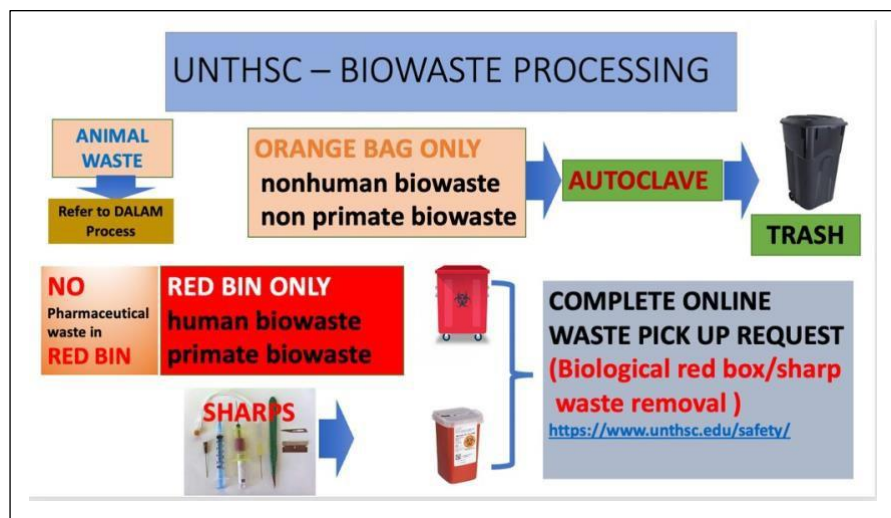 UNTHSC – BIOWASTE PROCESSING
ANIMAL
WASTE
Refer to DALAM
Process
ORANGE BAG ONLY
nonhuman biowaste
non primate biowaste
AUTOCLAVE
TRASH
NO
Pharmaceutical
waste in
RED BIN
RED BIN ONLY
human biowaste
primate biowaste
SHARPS
COMPLETE ONLINE
WASTE PICK UP REQUEST
(Biological red box/sharp
waste removal )
https://www.unthsc.edu/safety/